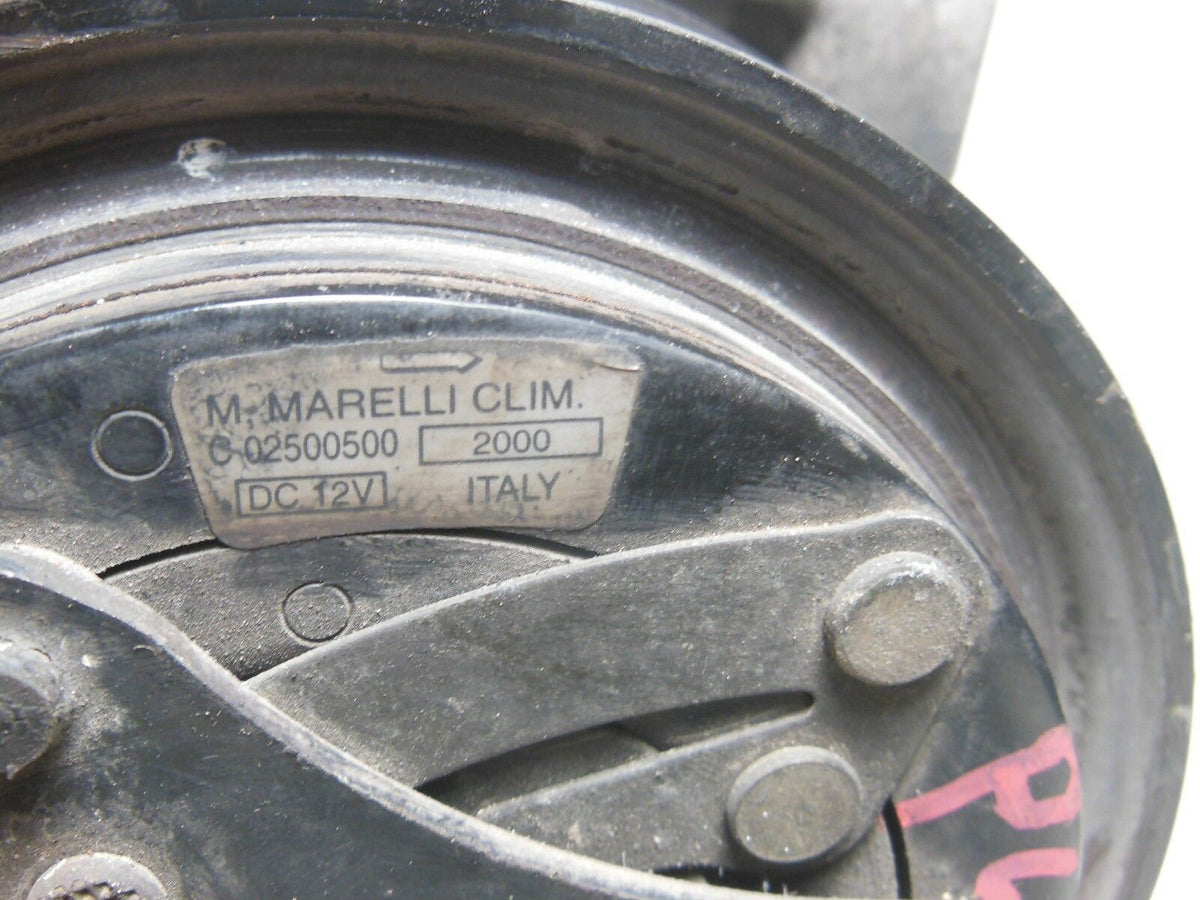 M. MARELLI CLIM.
C 02500500 2000
DC 12V ITALY